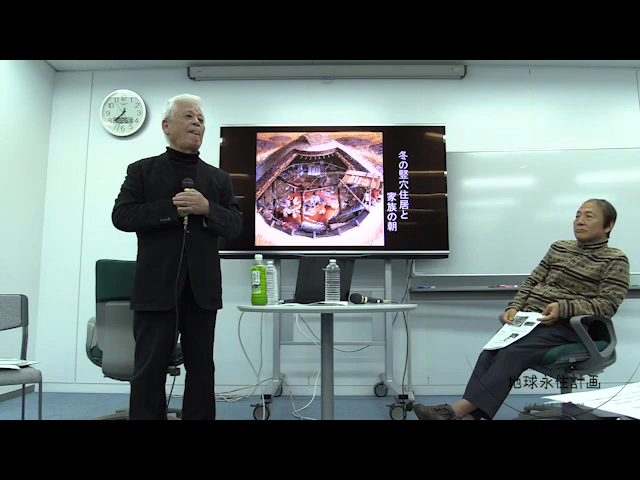 冬の竪穴住居と
家族の朝
地球永住計画